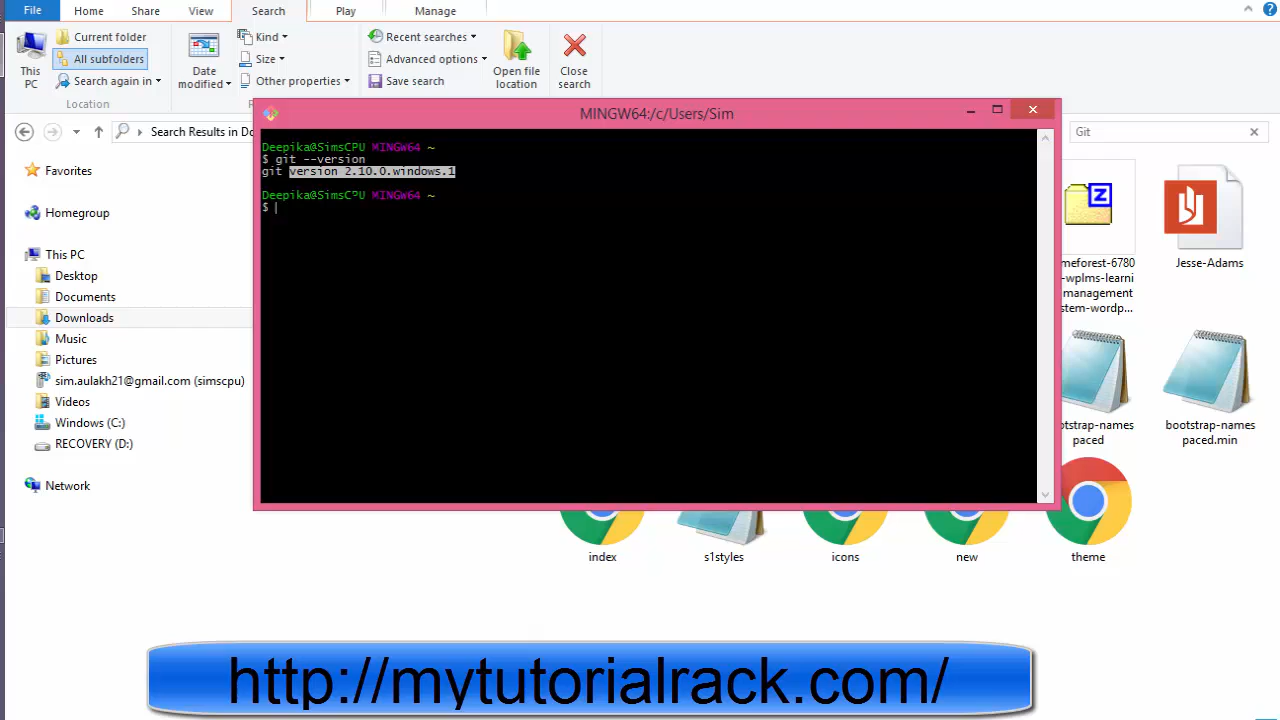 File Home Share View Search Play Manage
This PC
Current folder
All subfolders
Search again in
Location
Date modified
Kind
Size
Other properties
Recent searches
Advanced options
Save search
Open file location
Close search
Search Results in Do
Git
MINGW64:/c/Users/Sim
Deepika@SimsCPU MINGW64 ~
$ git --version
git version 2.10.0.windows.1
Deepika@SimsCPU MINGW64 ~
$
Favorites
Homegroup
This PC
Desktop
Documents
Downloads
Music
Pictures
sim.aulakh21@gmail.com (simscpu)
Videos
Windows (C:)
RECOVERY (D:)
Network
meforest-6780
-wplms-learni
management
stem-wordp...
Jesse-Adams
tstrap-names
paced
bootstrap-names
paced.min
index
s1styles
icons
new
theme
http://mytutorialrack.com/